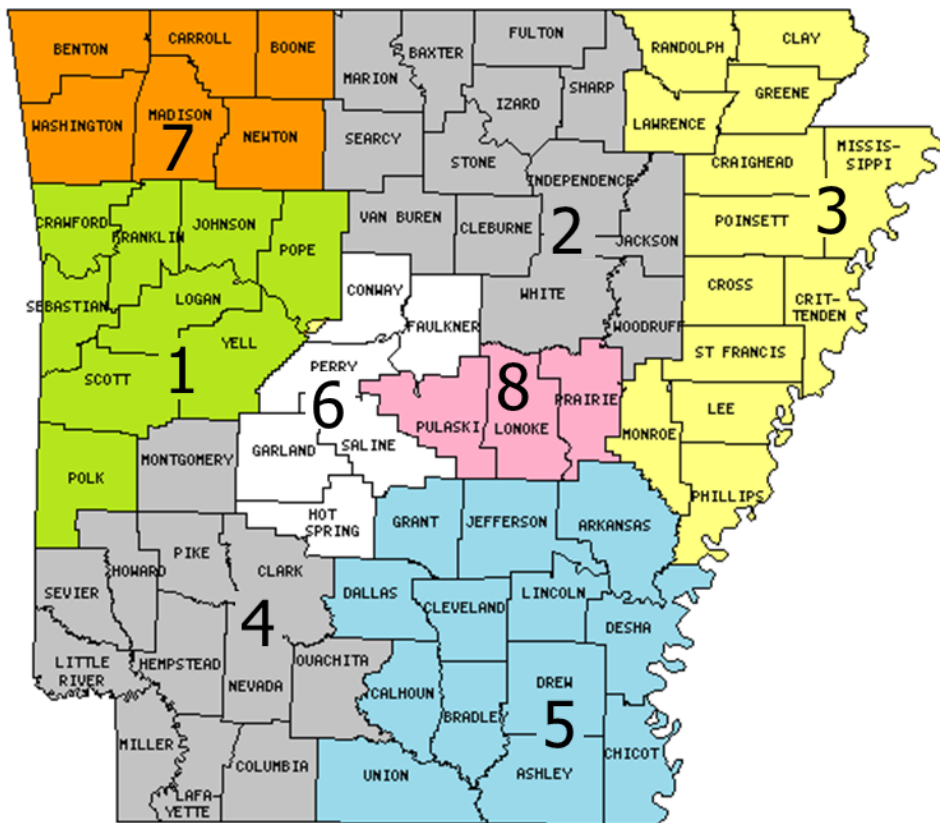 BENTON
CARROLL
BOONE
MARION
BAXTER
FULTON
SHARP
IZARD
RANDOLPH
CLAY
GREENE
LAWRENCE
WASHINGTON
MADISON
7
NEWTON
SEARCY
STONE
INDEPENDENCE
CRAIGHEAD
MISSIS-
SIPPI
3
CRAWFORD
FRANKLIN
JOHNSON
POPE
VAN BUREN
CLEBURNE
2
JACKSON
POINSETT
SEBASTIAN
LOGAN
CONWAY
FAULKNER
WHITE
WOODRUFF
CROSS
CRIT-
TENDEN
YELL
SCOTT
1
PERRY
6
8
PRAIRIE
ST FRANCIS
LEE
PULASKI
LONOKE
MONROE
POLK
MONTGOMERY
GARLAND
SALINE
PHILLIPS
HOT
SPRING
GRANT
JEFFERSON
ARKANSAS
SEVIER
HOWARD
PIKE
CLARK
DALLAS
CLEVELAND
LINCOLN
DESHA
4
LITTLE
RIVER
HEMPSTEAD
NEVADA
OUACHITA
CALHOUN
BRADLEY
DREW
5
MILLER
LAFA-
YETTE
COLUMBIA
UNION
ASHLEY
CHICOT